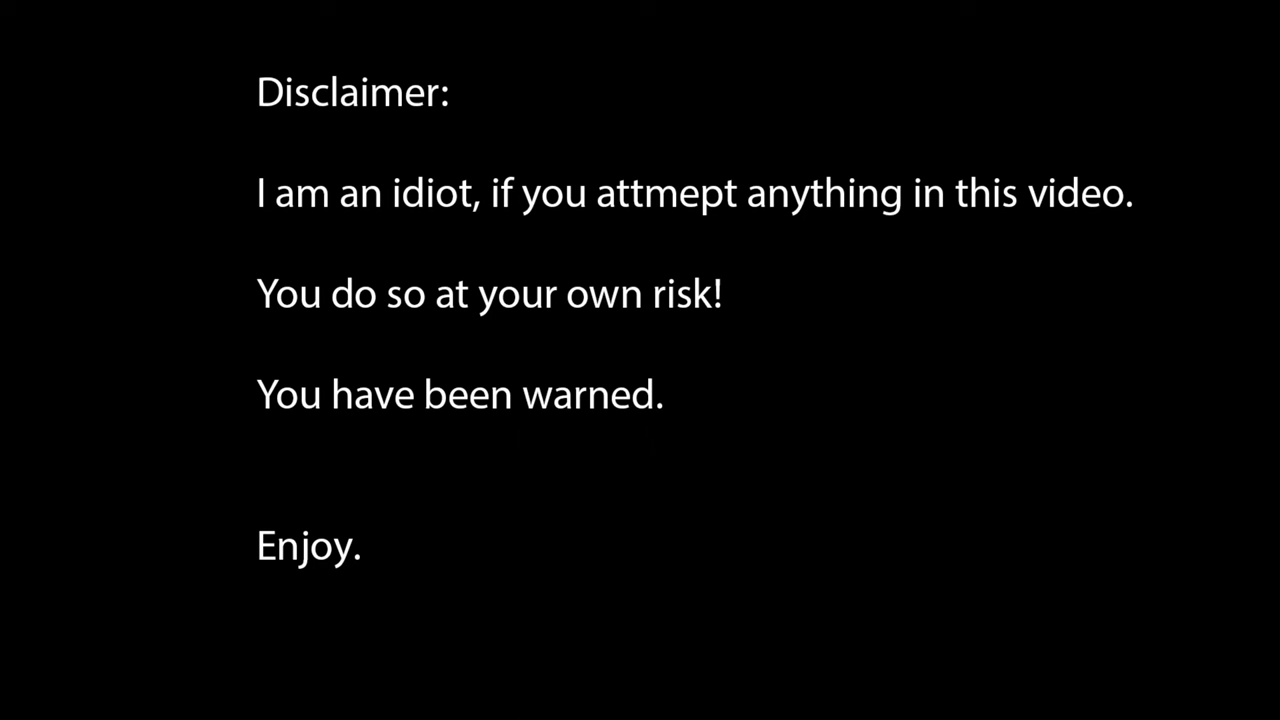 Disclaimer:
I am an idiot, if you attmept anything in this video.
You do so at your own risk!
You have been warned.
Enjoy.